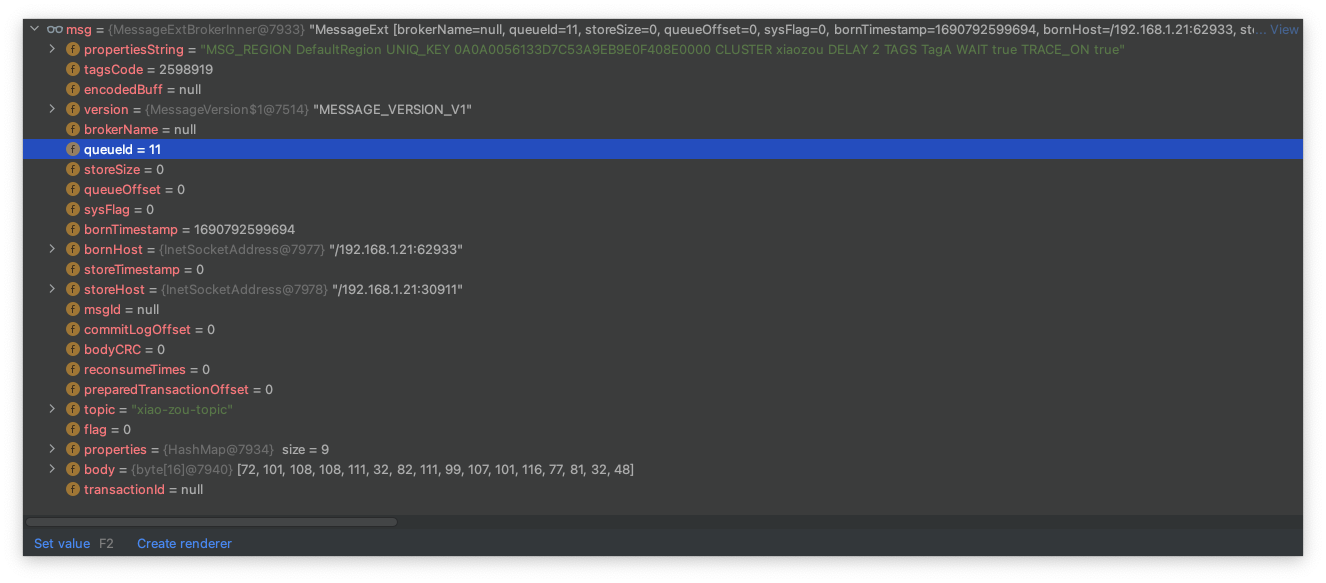 msg = {MessageExtBrokerInner@7933} "MessageExt [brokerName=null, queueId=11, storeSize=0, queueOffset=0, sysFlag=0, bornTimestamp=1690792599694, bornHost=/192.168.1.21:62933, st... View
f propertiesString = "MSG_REGION DefaultRegion UNIQ_KEY 0A0A0056133D7C53A9EB9E0F408E0000 CLUSTER xiaozou DELAY 2 TAGS TagA WAIT true TRACE_ON true"
f tagsCode = 2598919
f encodedBuff = null
f version = {MessageVersion$1@7514} "MESSAGE_VERSION_V1"
f brokerName = null
f queueId = 11
f storeSize = 0
f queueOffset = 0
f sysFlag = 0
f bornTimestamp = 1690792599694
f bornHost = {InetSocketAddress@7977} "/192.168.1.21:62933"
f storeTimestamp = 0
f storeHost = {InetSocketAddress@7978} "/192.168.1.21:30911"
f msgId = null
f commitLogOffset = 0
f bodyCRC = 0
f reconsumeTimes = 0
f preparedTransactionOffset = 0
f topic = "xiao-zou-topic"
f flag = 0
f properties = {HashMap@7934} size = 9
f body = {byte[16]@7940} [72, 101, 108, 108, 111, 32, 82, 111, 99, 107, 101, 116, 77, 81, 32, 48]
f transactionId = null
Set value F2 Create renderer